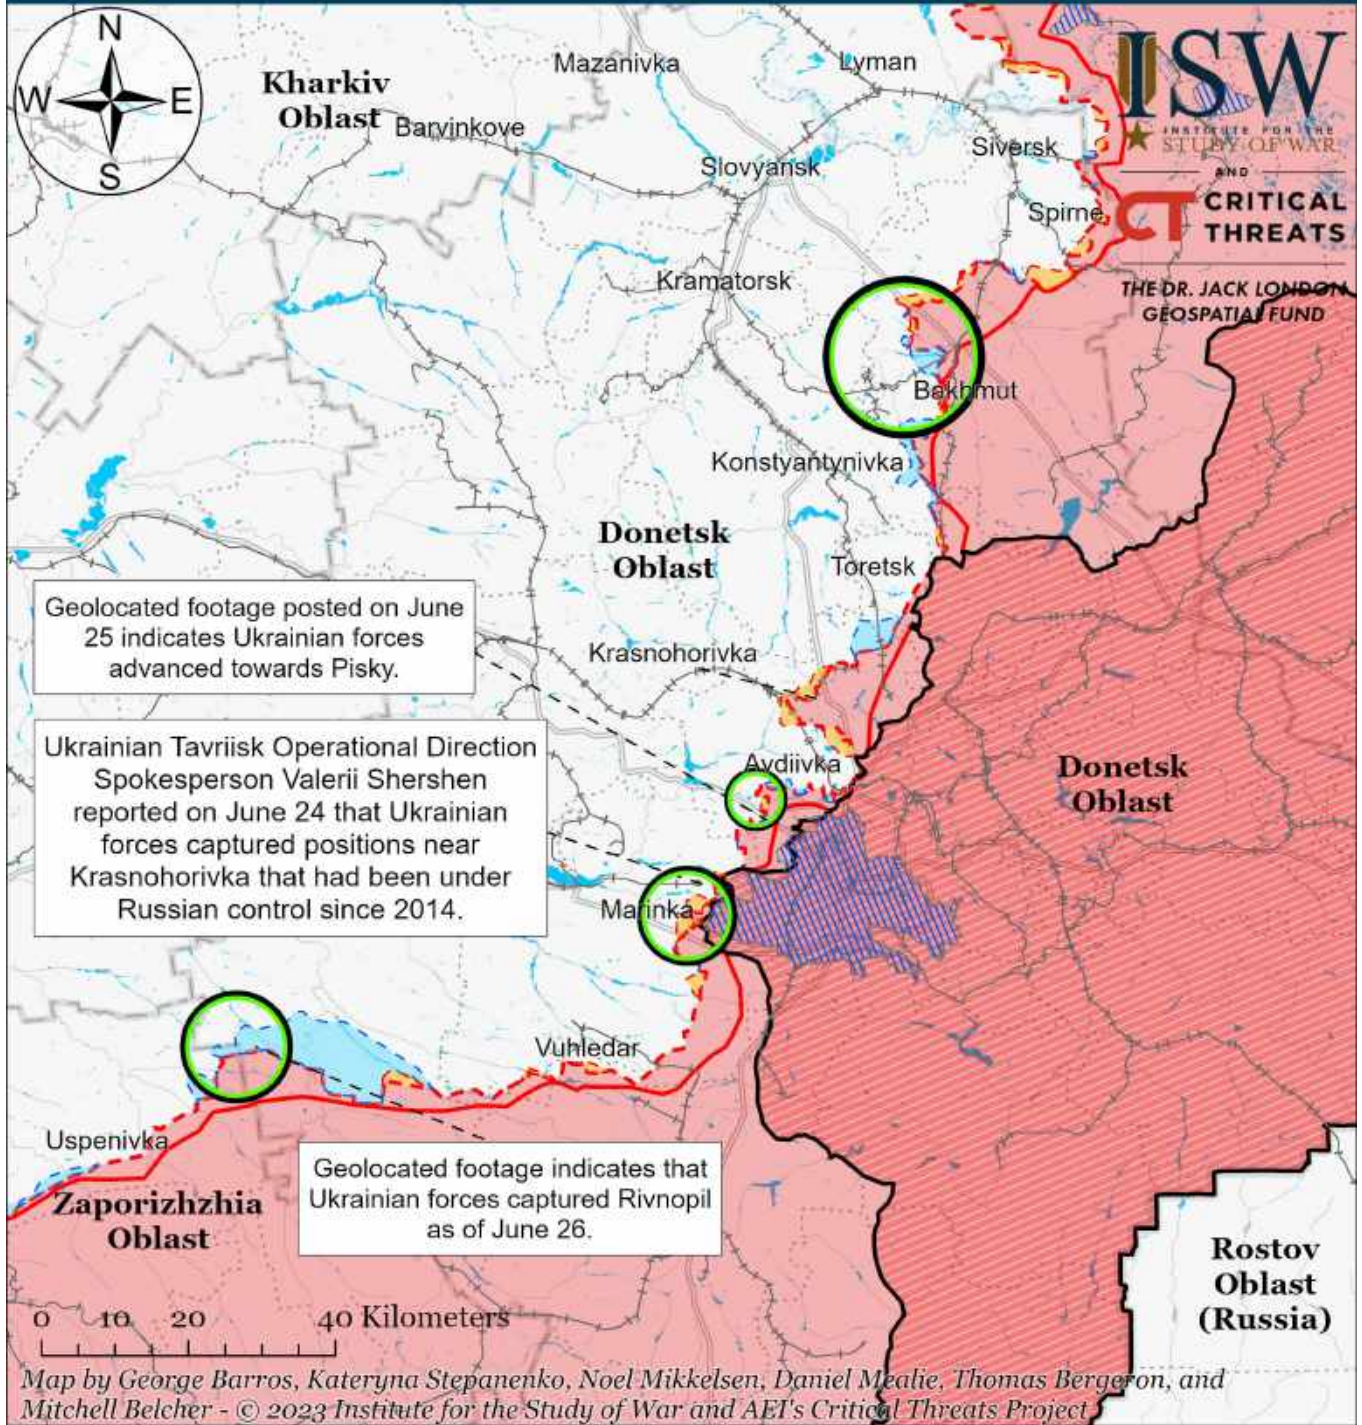 N
W
E
S
Kharkiv
Oblast
Mazanivka
Lyman
Barvinkove
Slovyansk
Siversk
Spirne
ISW
INSTITUTE FOR THE
STUDY OF WAR
AND
CT CRITICAL
THREATS
THE DR. JACK LONDON
GEOSPATIAL FUND
Kramatorsk
Bakhmut
Konstyantynivka
Donetsk
Oblast
Toretsk
Geolocated footage posted on June
25 indicates Ukrainian forces
advanced towards Pisky.
Krasnohorivka
Ukrainian Tavriisk Operational Direction
Spokesperson Valerii Shershen
reported on June 24 that Ukrainian
forces captured positions near
Krasnohorivka that had been under
Russian control since 2014.
Avdiivka
Donetsk
Oblast
Marinka
Vuhledar
Uspenivka
Geolocated footage indicates that
Ukrainian forces captured Rivnopil
as of June 26.
Zaporizhzhia
Oblast
Rostov
Oblast
(Russia)
0 10 20 40 Kilometers
Map by George Barros, Kateryna Stepanenko, Noel Mikkelsen, Daniel Mealie, Thomas Bergeron, and
Mitchell Belcher - © 2023 Institute for the Study of War and AEI's Critical Threats Project